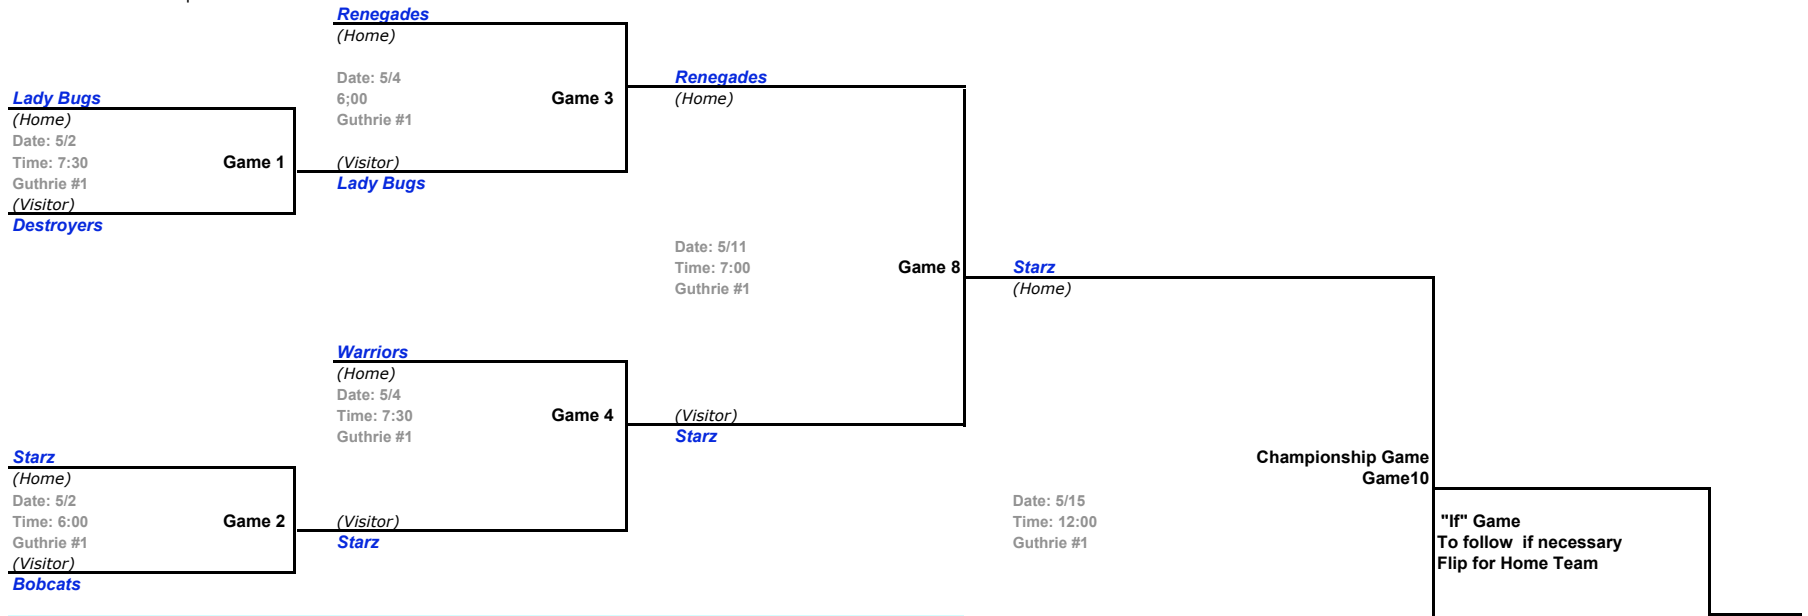 Renegades
(Home)
Date: 5/4
6;00
Game 3
Guthrie #1
(Visitor)
Lady Bugs
Lady Bugs
(Home)
Date: 5/2
Time: 7:30
Game 1
Guthrie #1
(Visitor)
Destroyers
Renegades
(Home)
Date: 5/11
Time: 7:00
Game 8
Guthrie #1
(Visitor)
Starz
Warriors
(Home)
Date: 5/4
Time: 7:30
Game 4
Guthrie #1
(Visitor)
Starz
Starz
(Home)
Date: 5/2
Time: 6:00
Game 2
Guthrie #1
(Visitor)
Bobcats
Starz
(Home)
Championship Game
Game10
Date: 5/15
Time: 12:00
Guthrie #1
"If" Game
To follow if necessary
Flip for Home Team